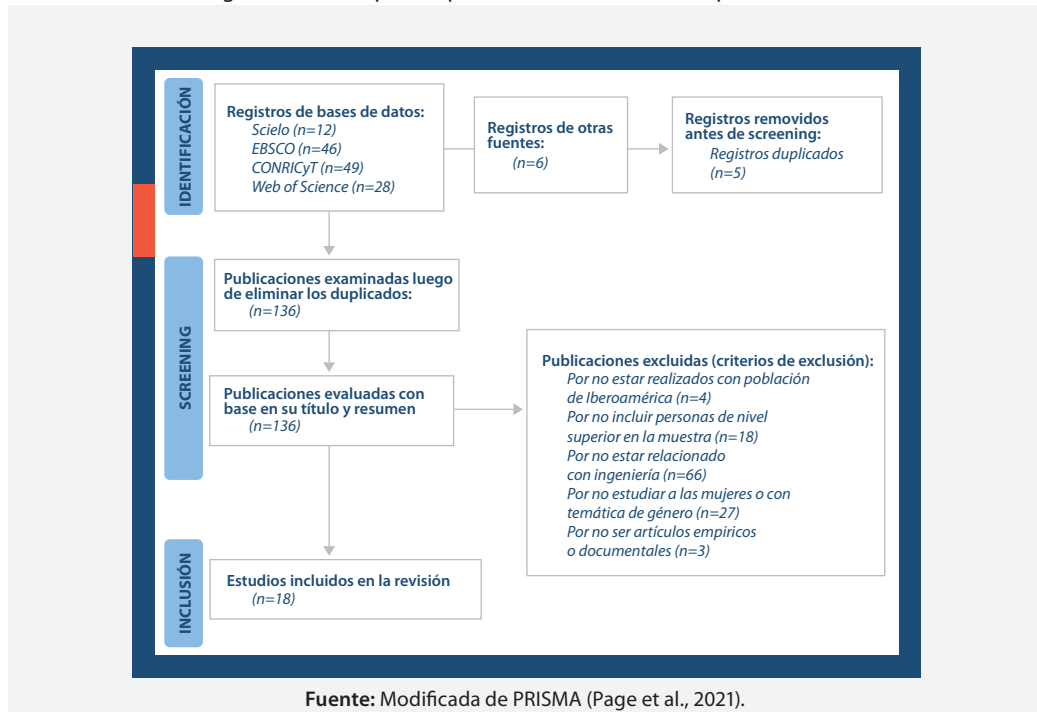 IDENTIFICACIÓN
Registros de bases de datos:
Scielo (n=12)
EBSCO (n=46)
CONRICyT (n=49)
Web of Science (n=28)
Registros de otras
fuentes:
(n=6)
Registros removidos
antes de screening:
Registros duplicados
(n=5)
SCREENING
Publicaciones examinadas luego
de eliminar los duplicados:
(n=136)
Publicaciones evaluadas con
base en su título y resumen
(n=136)
Publicaciones excluidas (criterios de exclusión):
Por no estar realizados con población
de Iberoamérica (n=4)
Por no incluir personas de nivel
superior en la muestra (n=18)
Por no estar relacionado
con ingeniería (n=66)
Por no estudiar a las mujeres o con
temática de género (n=27)
Por no ser artículos empiricos
o documentales (n=3)
INCLUSIÓN
Estudios incluidos en la revisión
(n=18)
Fuente: Modificada de PRISMA (Page et al., 2021).